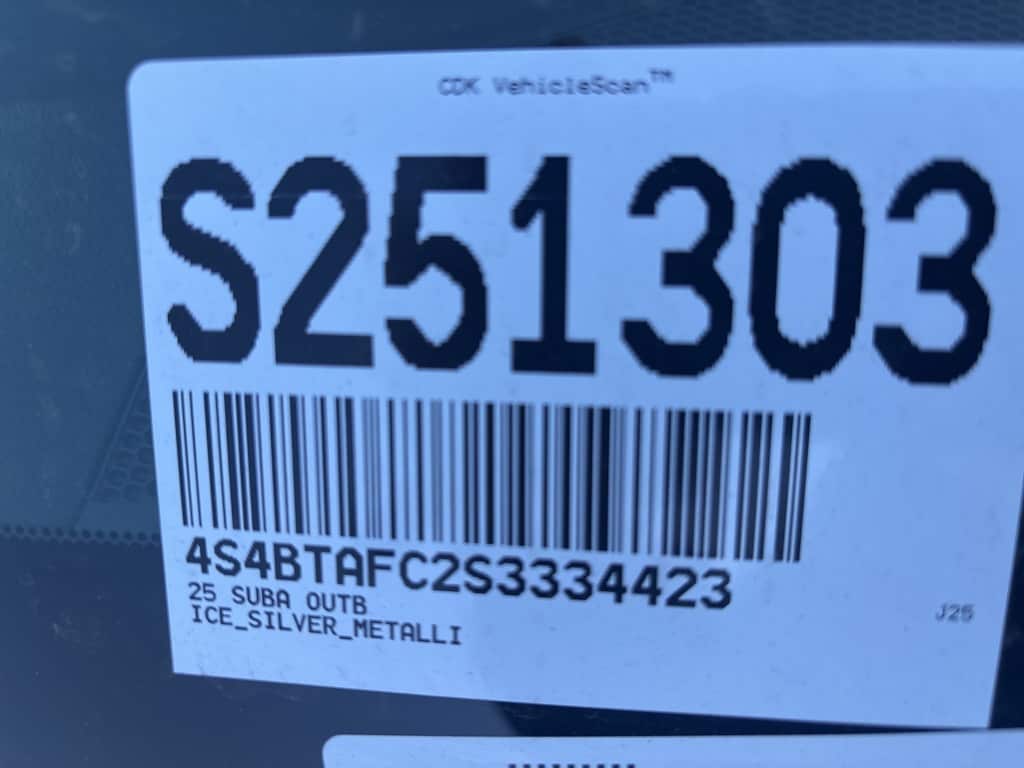 CDK VehicleScan™
S251303
4S4BTAFC2S3334423
25 SUBA OUTB
ICE_SILVER_METALLI
J25